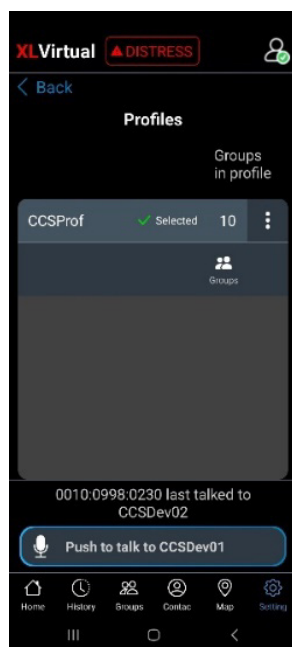 XLVirtual DISTRESS
Back
Profiles
Groups
in profile
CCSProf Selected 10
Groups
0010:0998:0230 last talked to
CCSDev02
Push to talk to CCSDev01
Home History Groups Contac Map Setting